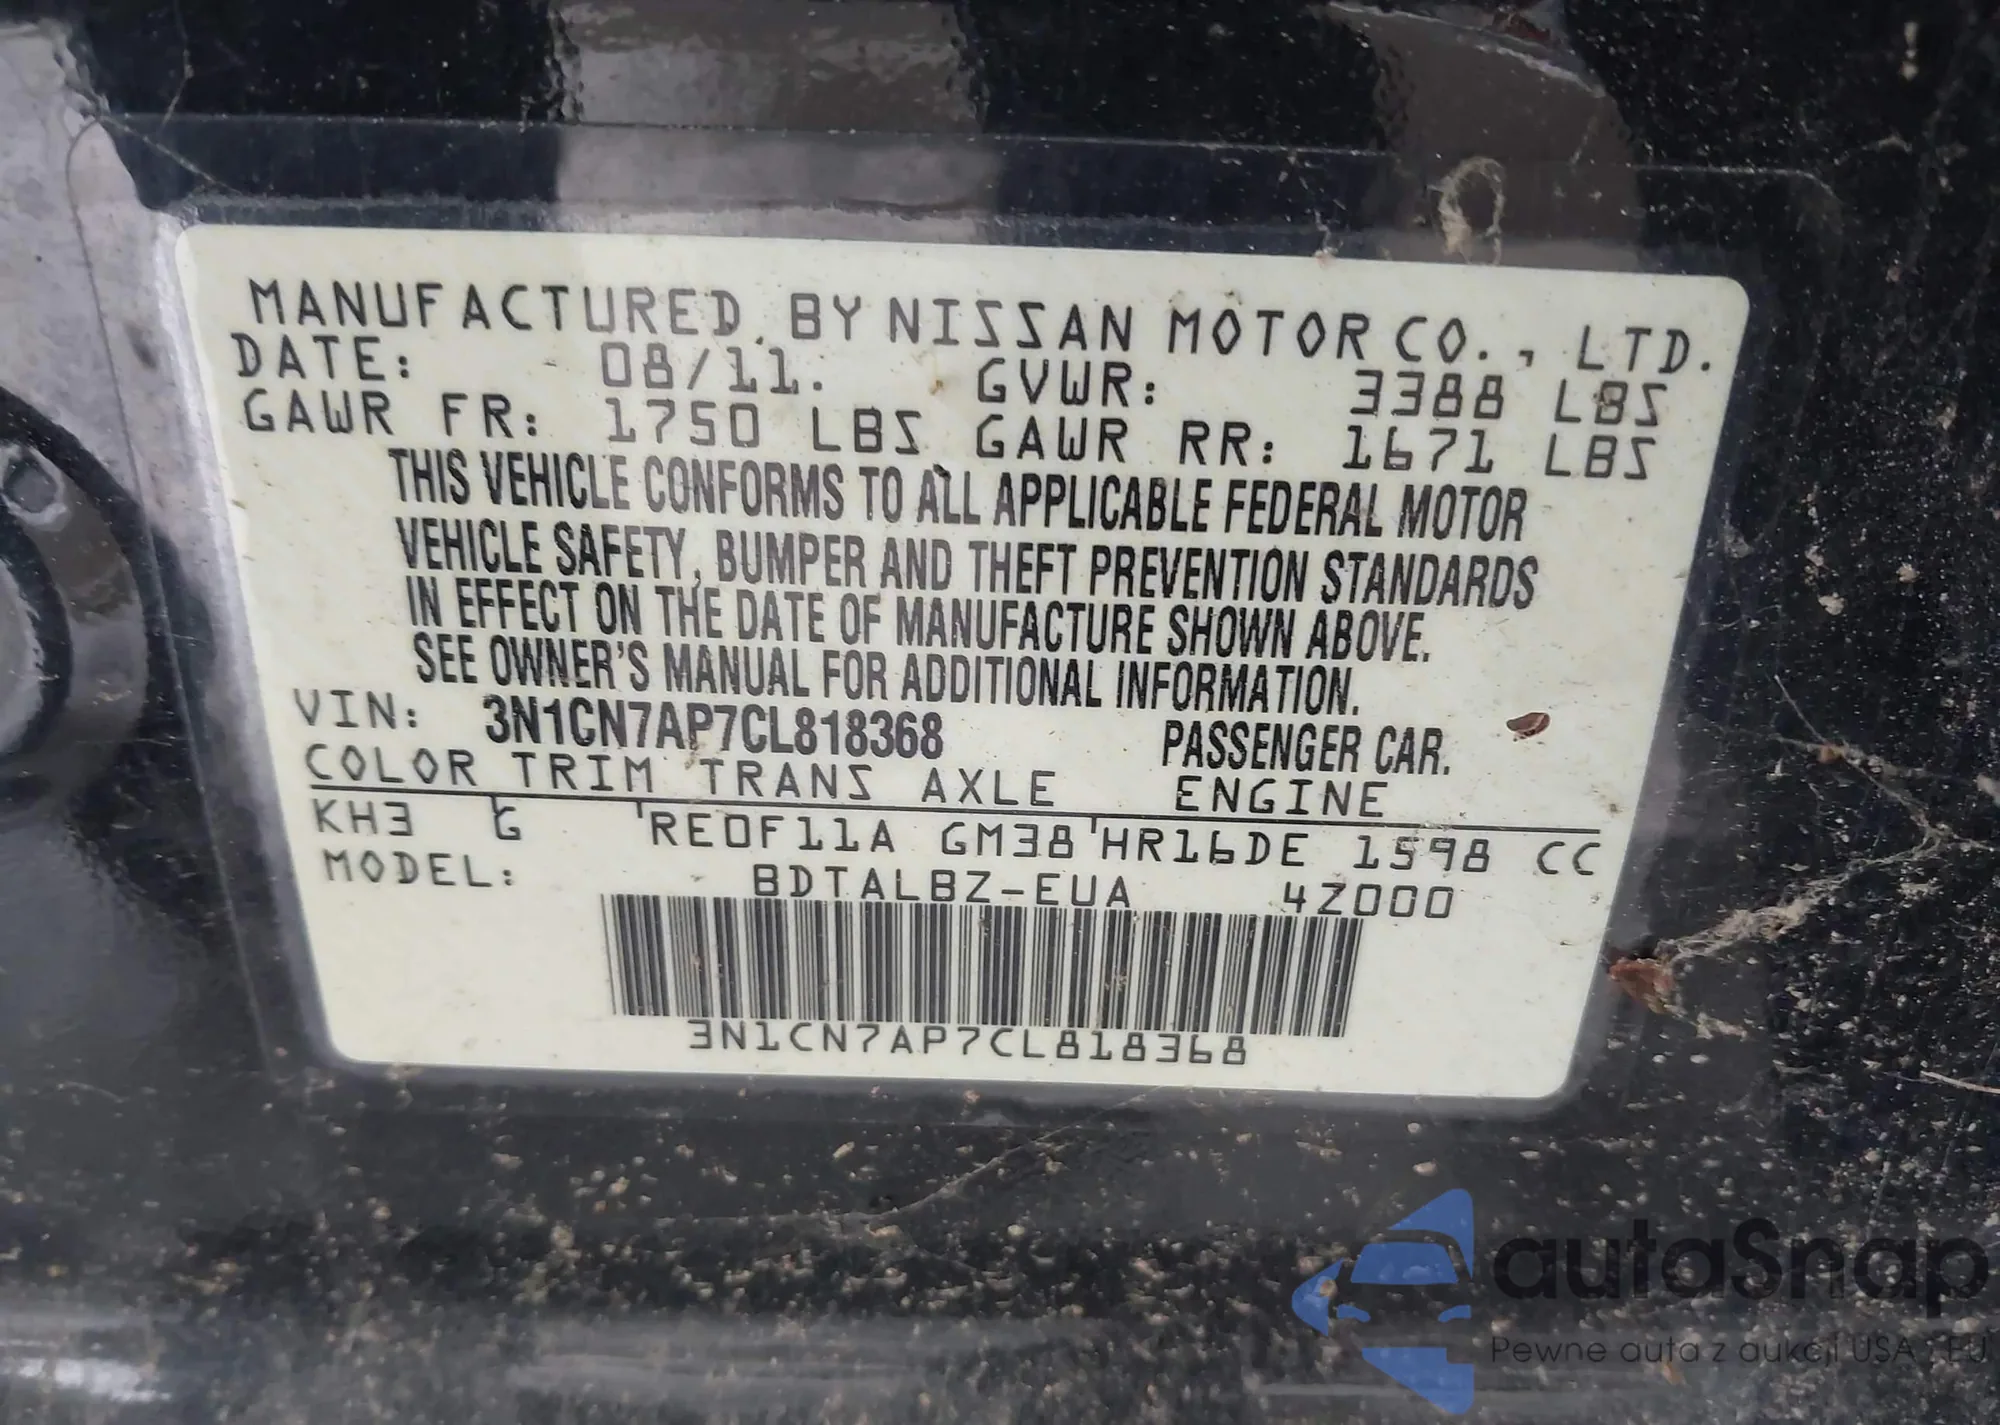 MANUFACTURED BY NISSAN MOTOR CO., LTD.
DATE: 08/11. GVWR: 3388 LBS
GAWR FR: 1750 LBS GAWR RR: 1671 LBS
THIS VEHICLE CONFORMS TO ALL APPLICABLE FEDERAL MOTOR
VEHICLE SAFETY, BUMPER AND THEFT PREVENTION STANDARDS
IN EFFECT ON THE DATE OF MANUFACTURE SHOWN ABOVE.
SEE OWNER'S MANUAL FOR ADDITIONAL INFORMATION.
VIN: 3N1CN7AP7CL818368 PASSENGER CAR.
COLOR TRIM TRANS AXLE ENGINE
KH3 G RE0F11A GM38 HR16DE 1598 CC
MODEL: BDTALBZ-EUA 4Z000
3N1CN7AP7CL818368
autaSnap
Pewne auta z aukcji USA i EU